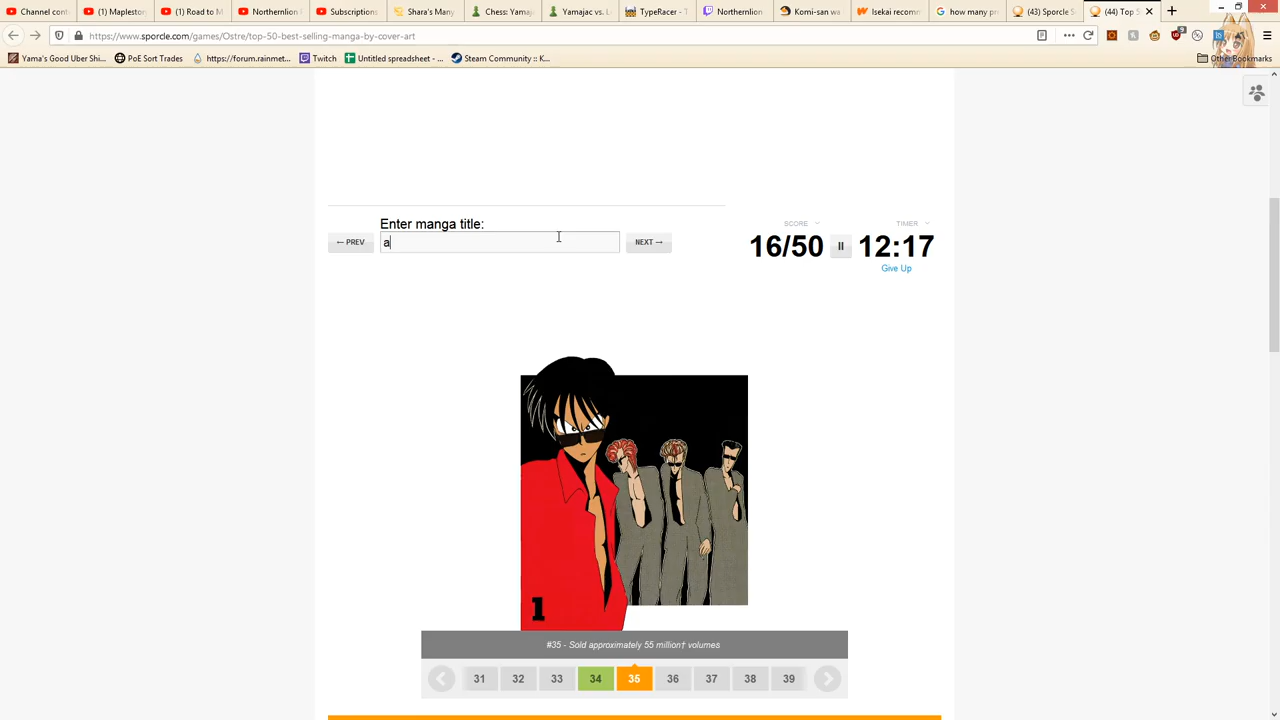 Channel cont
(1) Mapleston
(1) Road to M
Northernlion
Subscriptions
Shara's Many
Chess: Yamaj
Yamajac vs. L
TypeRacer - T
Northernlion
Komi-san wa
Isekai recom
how many pr
(43) Sporcle S
(44) Top 5
https://www.sporcle.com/games/Ostre/top-50-best-selling-manga-by-cover-art
Yama's Good Uber Shi...
PoE Sort Trades
https://forum.rainmet...
Twitch
Untitled spreadsheet - ...
Steam Community :: K...
Other Bookmarks
Enter manga title:
← PREV
a
NEXT →
SCORE
16/50
TIMER
12:17
Give Up
1
#35 - Sold approximately 55 million† volumes
31 32 33 34 35 36 37 38 39